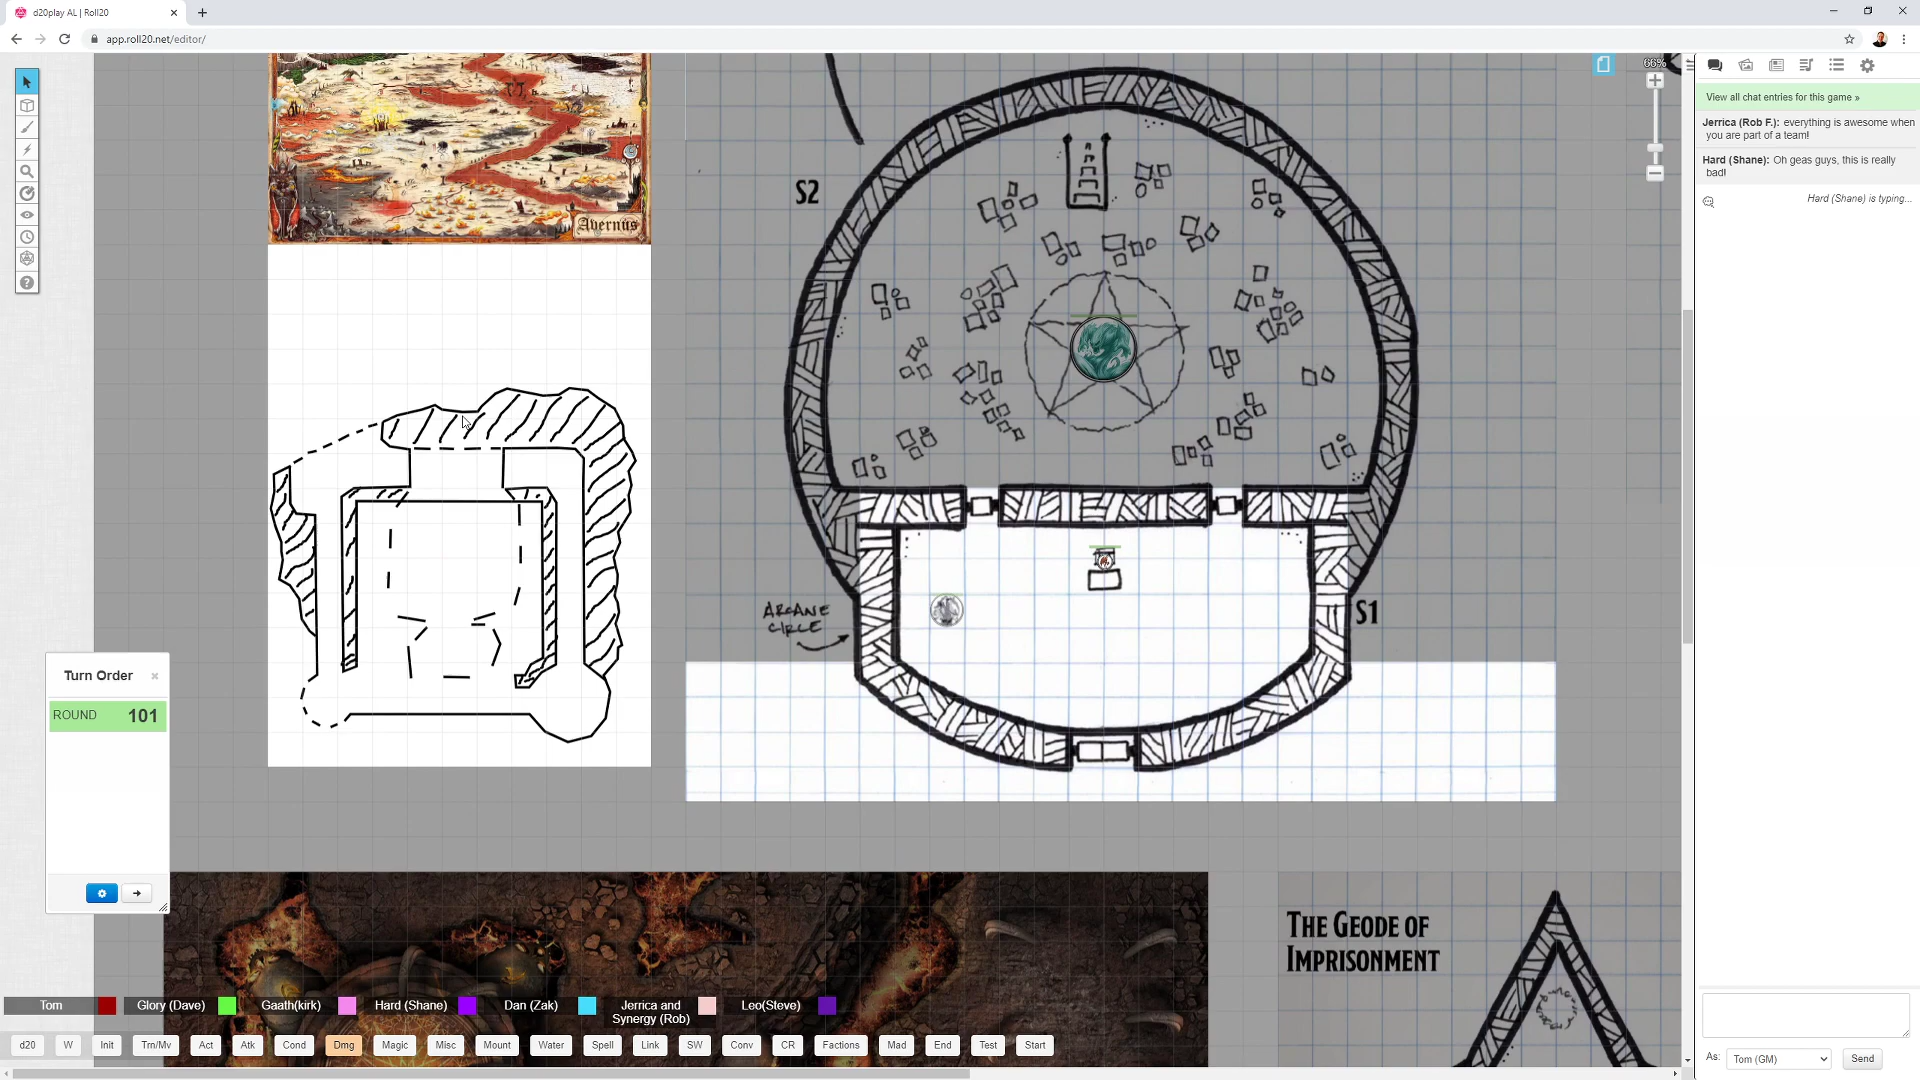 d20play AL | Roll20
app.roll20.net/editor/
Avernus
S2
ARCANE
CIRCLE
S1
66%
View all chat entries for this game »
Jerrica (Rob F.): everything is awesome when
you are part of a team!
Hard (Shane): Oh geas guys, this is really
bad!
Hard (Shane) is typing...
Turn Order
ROUND 101
THE GEODE OF
IMPRISONMENT
Tom
Glory (Dave)
Gaath(kirk)
Hard (Shane)
Dan (Zak)
Jerrica and
Synergy (Rob)
Leo(Steve)
d20 W Init Trn/Mv Act Atk Cond Dmg Magic Misc Mount Water Spell Link SW Conv CR Factions Mad End Test Start
As: Tom (GM) Send